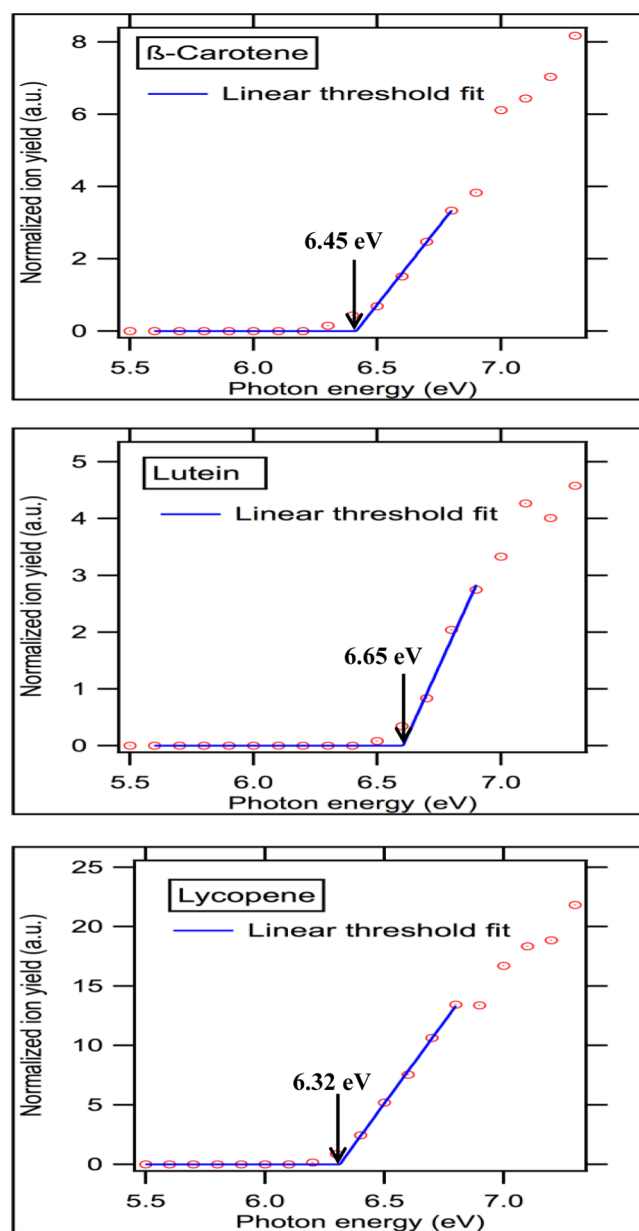 ß-Carotene
Linear threshold fit
Normalized ion yield (a.u.)
8
6
4
2
0
6.45 eV
5.5 6.0 6.5 7.0
Photon energy (eV)
Lutein
Linear threshold fit
Normalized ion yield (a.u.)
5
4
3
2
1
0
6.65 eV
5.5 6.0 6.5 7.0
Photon energy (eV)
Lycopene
Linear threshold fit
Normalized ion yield (a.u.)
25
20
15
10
5
0
6.32 eV
5.5 6.0 6.5 7.0
Photon energy (eV)